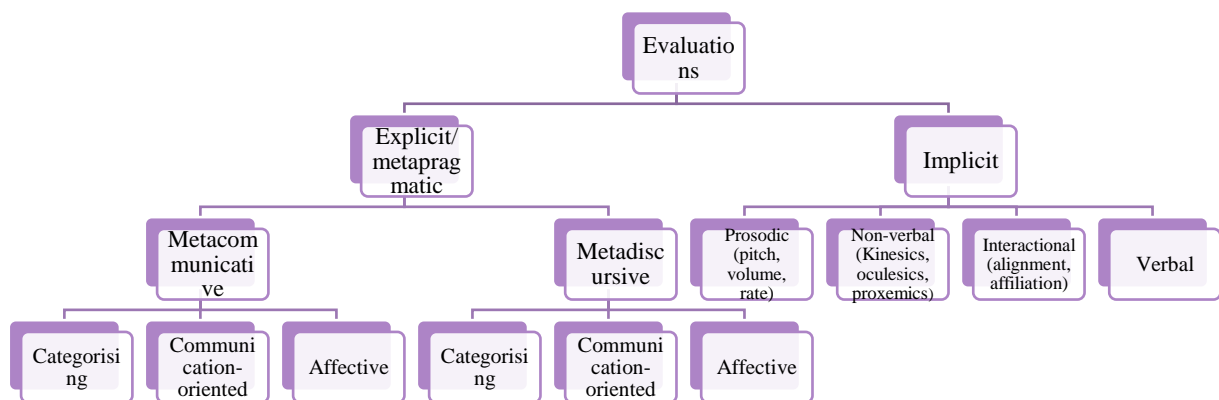 Evaluatio
ns
Explicit/
metaprag
matic
Implicit
Metacom
municati
ve
Metadisc
ursive
Prosodic
(pitch,
volume,
rate)
Non-verbal
(Kinesics,
oculesics,
proxemics)
Interactional
(alignment,
affiliation)
Verbal
Categorisi
ng
Communi
cation-
oriented
Affective
Categorisi
ng
Communi
cation-
oriented
Affective